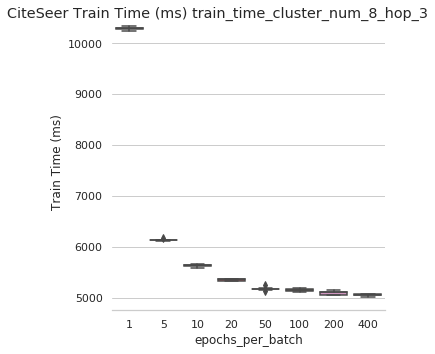 CiteSeer Train Time (ms) train_time_cluster_num_8_hop_3
10000
9000
8000
7000
6000
5000
Train Time (ms)
1 5 10 20 50 100 200 400
epochs_per_batch